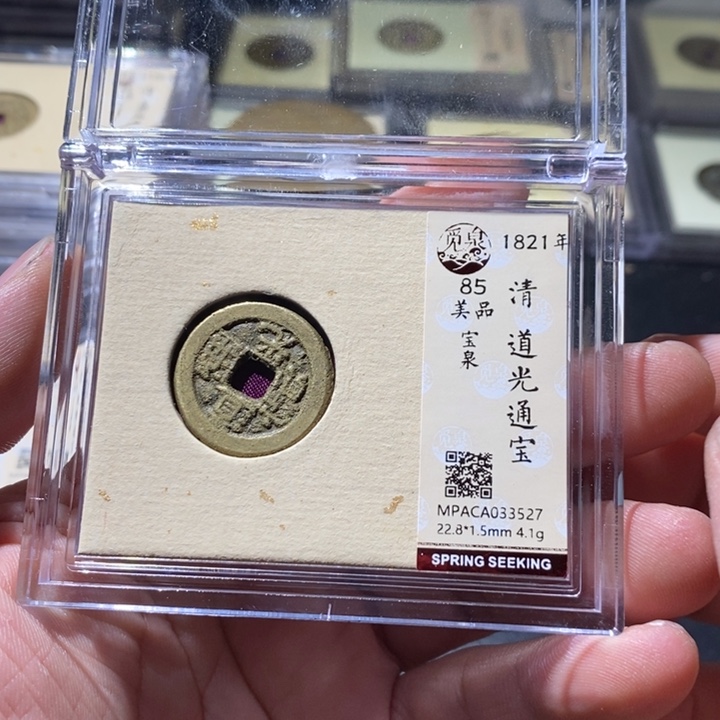 觅泉
1821年
85
美品
宝泉
清 道光通宝
MPACA033527
22.8*1.5mm 4.1g
SPRING SEEKING